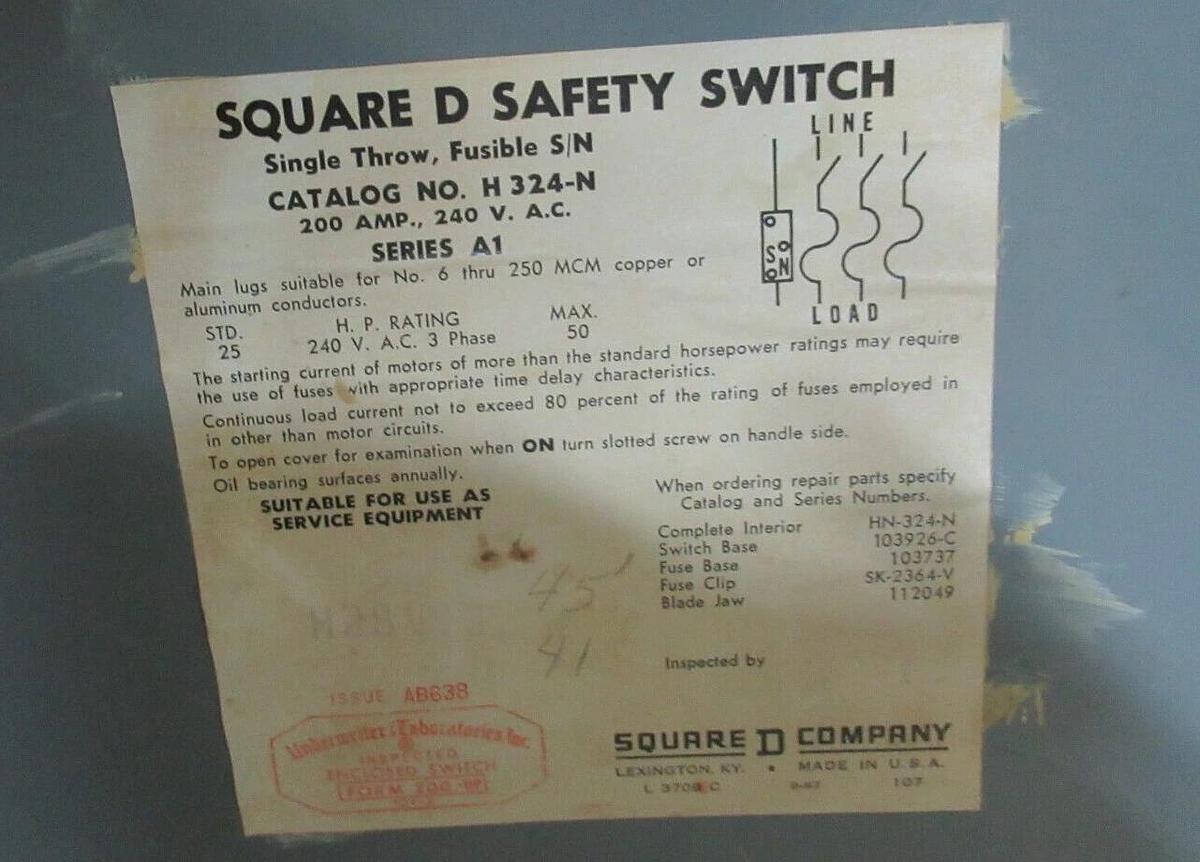 SQUARE D SAFETY SWITCH
Single Throw, Fusible S/N
CATALOG NO. H 324-N
200 AMP., 240 V. A.C.
SERIES A1
LINE
S
N
LOAD
Main lugs suitable for No. 6 thru 250 MCM copper or
aluminum conductors.
STD. H. P. RATING MAX.
25 240 V. A.C. 3 Phase 50
The starting current of motors of more than the standard horsepower ratings may require
the use of fuses with appropriate time delay characteristics.
Continuous load current not to exceed 80 percent of the rating of fuses employed in
in other than motor circuits.
To open cover for examination when ON turn slotted screw on handle side.
Oil bearing surfaces annually.
SUITABLE FOR USE AS
SERVICE EQUIPMENT
When ordering repair parts specify
Catalog and Series Numbers.
Complete Interior HN-324-N
Switch Base 103926-C
Fuse Base 103737
Fuse Clip SK-2364-V
Blade Jaw 112049
45
41
Inspected by
ISSUE AB638
Underwriters Laboratories Inc.
INSPECTED
ENCLOSED SWITCH
FORM
SQUARE D COMPANY
LEXINGTON, KY. • MADE IN U.S.A.
107